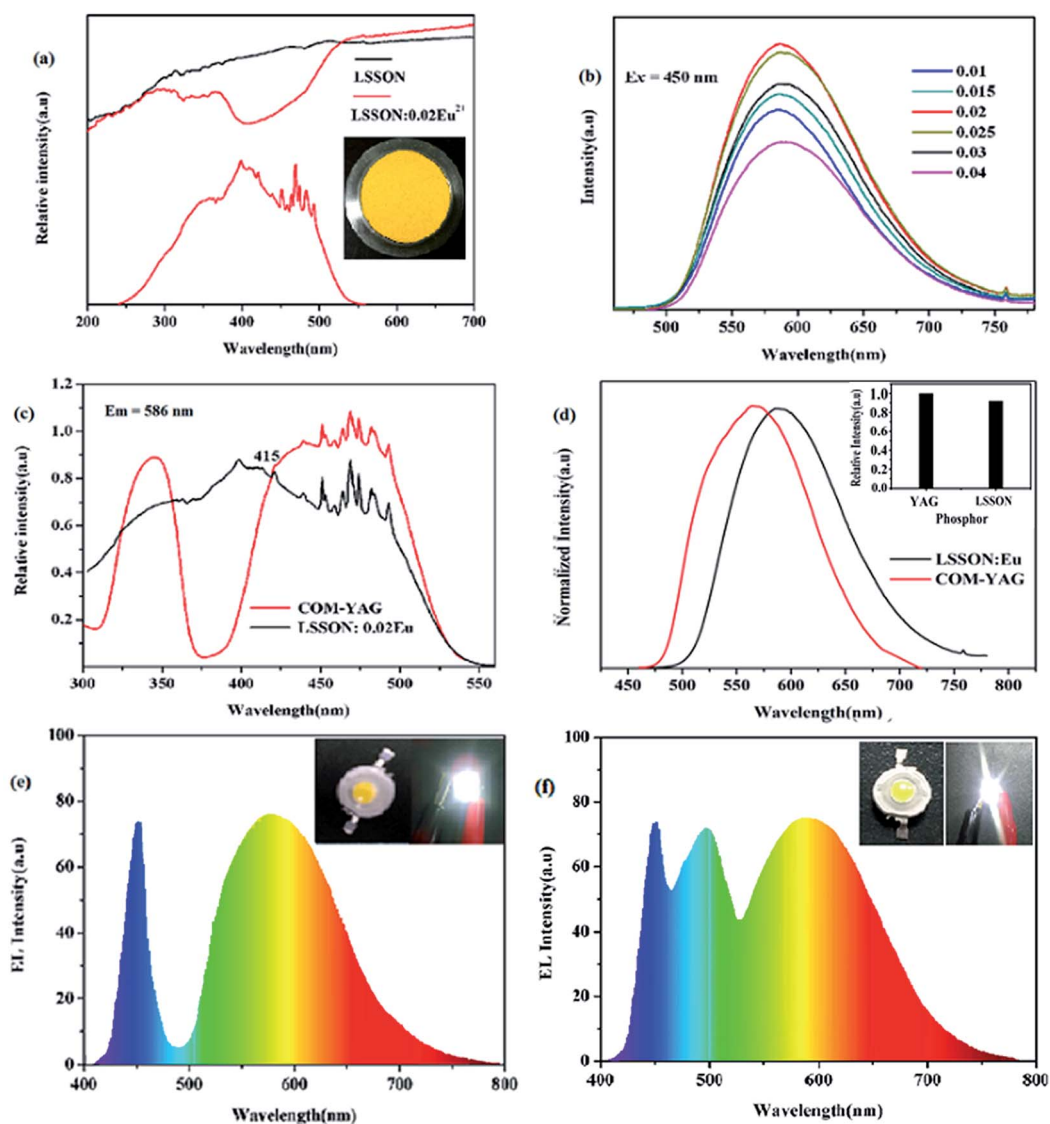 (a)
Relative intensity(a.u)
LSSON
LSSON:0.02Eu²⁺
200 300 400 500 600 700
Wavelength(nm)
(b)
Ex = 450 nm
Intensity(a.u)
0.01
0.015
0.02
0.025
0.03
0.04
500 550 600 650 700 750
Wavelength(nm)
(c)
Em = 586 nm
Relative intensity(a.u)
1.2
1.0
0.8
0.6
0.4
0.2
415
COM-YAG
LSSON: 0.02Eu
300 350 400 450 500 550
Wavelength(nm)
(d)
Normalized Intensity(a.u)
Relative Intensity(a.u)
1.0
0.8
0.6
0.4
0.2
0.0
YAG LSSON
Phosphor
LSSON:Eu
COM-YAG
425 450 500 550 600 650 700 750 800
Wavelength(nm)
(e)
EL Intensity(a.u)
100
80
60
40
20
0
400 500 600 700 800
Wavelength(nm)
(f)
EL Intensity(a.u)
100
80
60
40
20
0
400 500 600 700 800
Wavelength(nm)